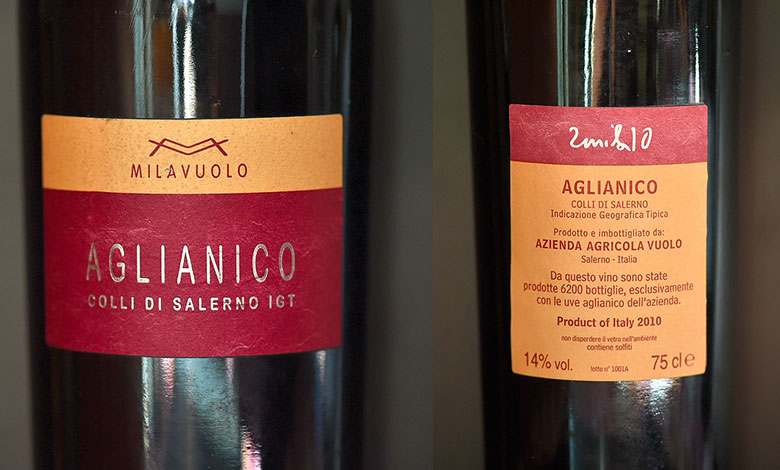 MILAVUOLO
AGLIANICO
COLLI DI SALERNO IGT
2mila10
AGLIANICO
COLLI DI SALERNO
Indicazione Geografica Tipica
Prodotto e imbottigliato da:
AZIENDA AGRICOLA VUOLO
Salerno - Italia
Da questo vino sono state
prodotte 6200 bottiglie, esclusivamente
con le uve aglianico dell'azienda.
Product of Italy 2010
non disperdere il vetro nell'ambiente
contiene solfiti
14% vol. lotto n° 1001A 75 cl e